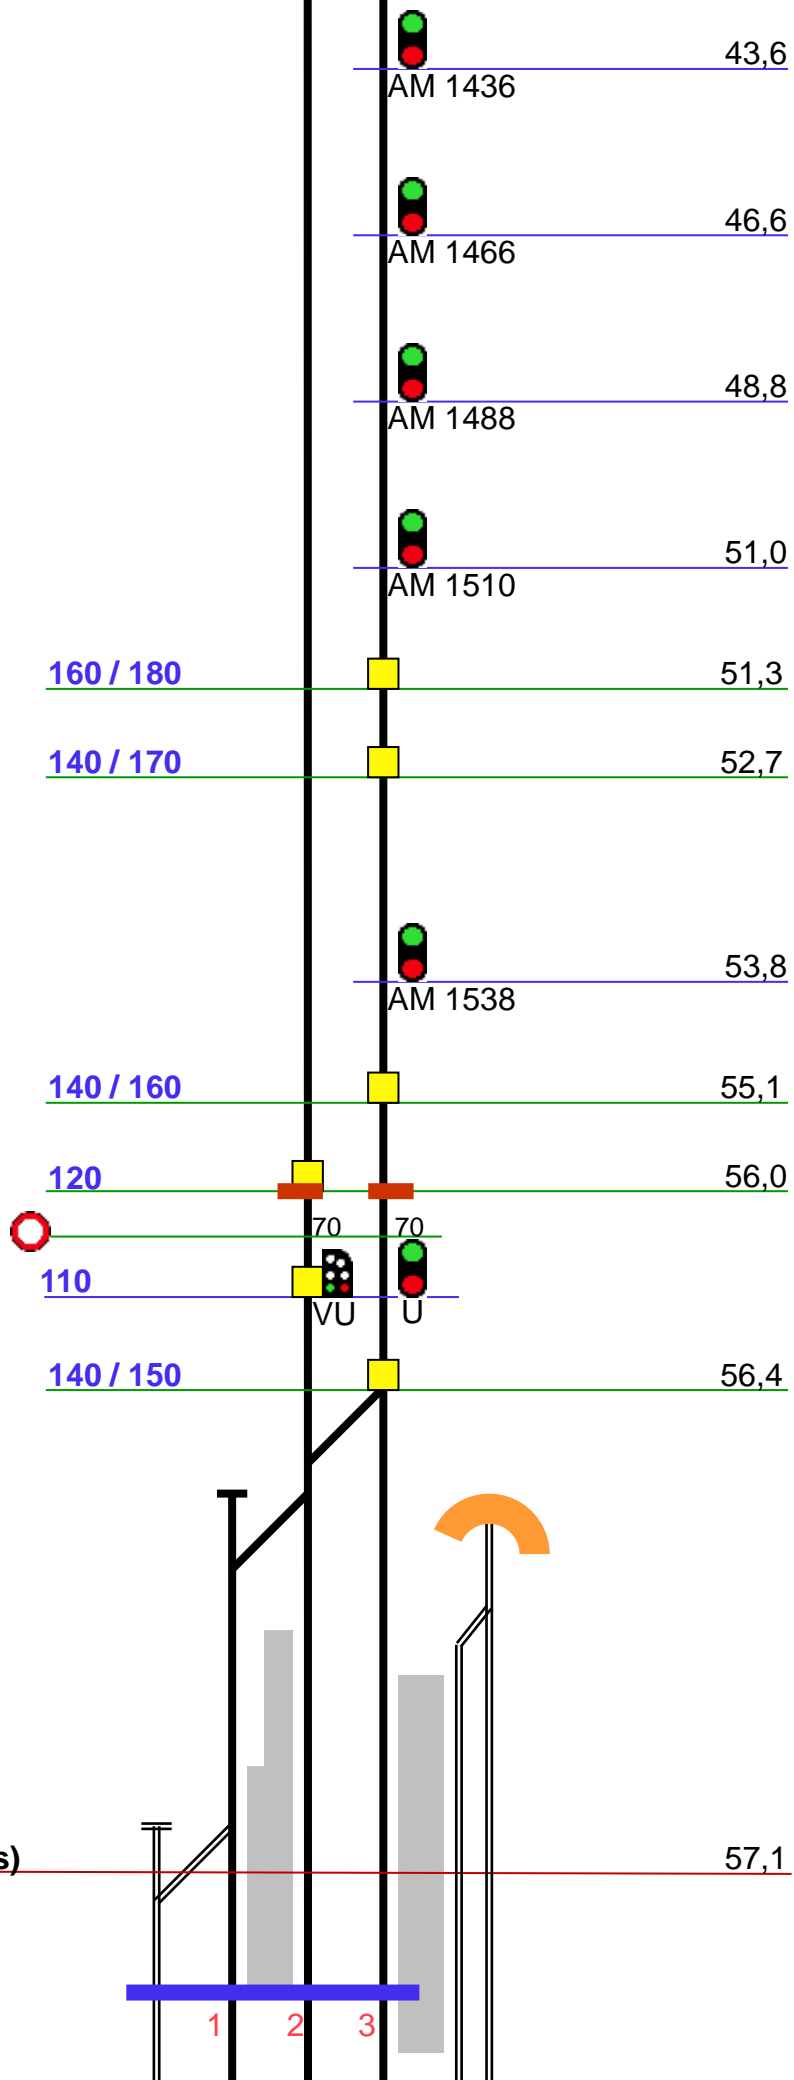 43,6
AM 1436
46,6
AM 1466
48,8
AM 1488
51,0
AM 1510
160 / 180 51,3
140 / 170 52,7
53,8
AM 1538
140 / 160 55,1
120 56,0
70 70
110
VU U
140 / 150 56,4
s) 57,1
1 2 3